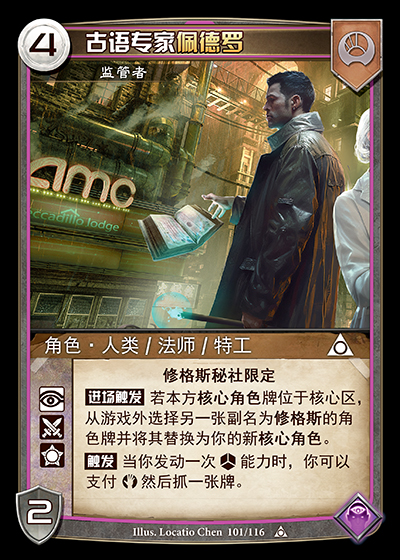 4
古语专家佩德罗
监管者
amc
ccadillo lodge
角色·人类 / 法师 / 特工
修格斯秘社限定
进场触发 若本方核心角色牌位于核心区,
从游戏外选择另一张副名为修格斯的角
色牌并将其替换为你的新核心角色。
触发 当你发动一次 能力时，你可以
支付 然后抓一张牌。
2
Illus. Locatio Chen 101/116